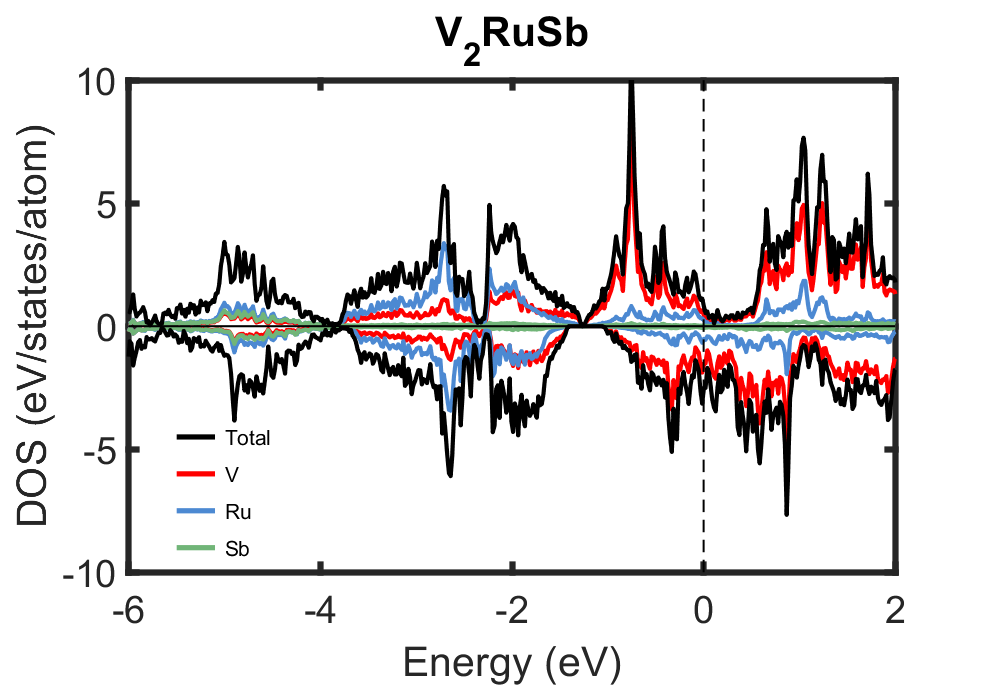 V₂RuSb
10
5
0
-5
-10
DOS (eV/states/atom)
Total
V
Ru
Sb
-6 -4 -2 0 2
Energy (eV)